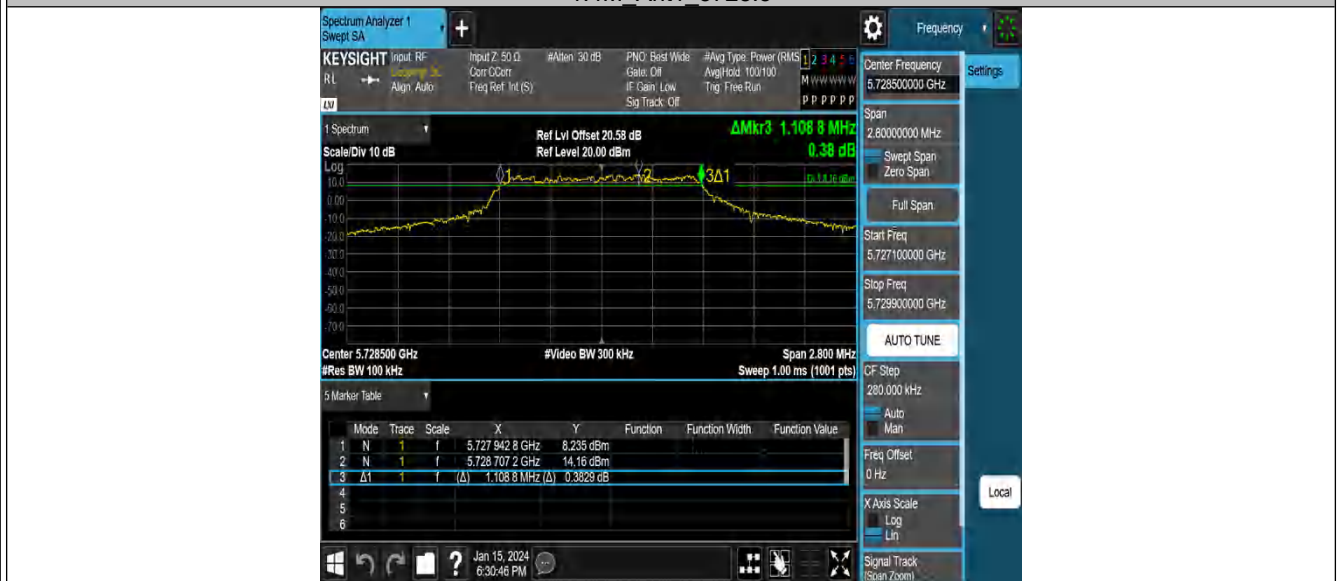 Spectrum Analyzer 1
Swept SA
+
Frequency
KEYSIGHT Input: RF
RL
Align: Auto
Input Z: 50 Ω
Corr CCorr
Freq Ref: Int (S)
#Atten: 30 dB
PNO: Best Wide
Gate: Off
IF Gain: Low
Sig Track: Off
#Avg Type: Power (RMS
Avg|Hold: 100/100
Trig: Free Run
1 2 3 4 5 6
M W W W W W
P P P P P P
Center Frequency
5.728500000 GHz
Settings
Span
2.80000000 MHz
Swept Span
Zero Span
Full Span
Start Freq
5.727100000 GHz
Stop Freq
5.729900000 GHz
AUTO TUNE
CF Step
280.000 kHz
Auto
Man
Freq Offset
0 Hz
X Axis Scale
Log
Lin
Signal Track
(Span Zoom)
Local
1 Spectrum
Scale/Div 10 dB
Ref Lvl Offset 20.58 dB
Ref Level 20.00 dBm
ΔMkr3 1.108 8 MHz
0.38 dB
Log
10.0
0.00
-10.0
-20.0
-30.0
-40.0
-50.0
-60.0
-70.0
1
2
3Δ1
Center 5.728500 GHz
#Res BW 100 kHz
#Video BW 300 kHz
Span 2.800 MHz
Sweep 1.00 ms (1001 pts)
5 Marker Table
Mode Trace Scale X Y Function Function Width Function Value
1 N 1 f 5.727 942 8 GHz 8.235 dBm
2 N 1 f 5.728 707 2 GHz 14.16 dBm
3 Δ1 1 f (Δ) 1.108 8 MHz (Δ) 0.3829 dB
4
5
6
?
Jan 15, 2024
6:30:46 PM